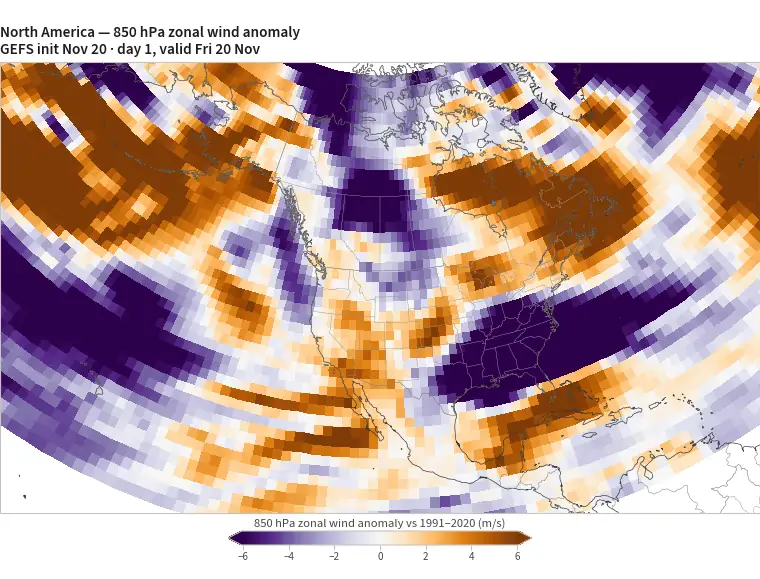 North America — 850 hPa zonal wind anomaly
GEFS init Nov 20 · day 1, valid Fri 20 Nov
850 hPa zonal wind anomaly vs 1991–2020 (m/s)
−6 −4 −2 0 2 4 6